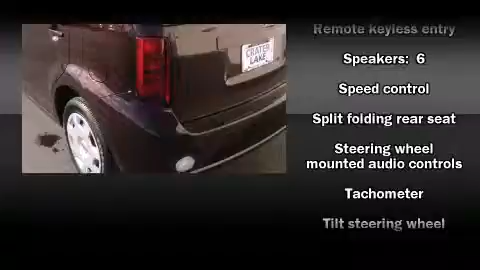 CRATER
LAKE
Remote keyless entry
Speakers: 6
Speed control
Split folding rear seat
Steering wheel
mounted audio controls
Tachometer
Tilt steering wheel